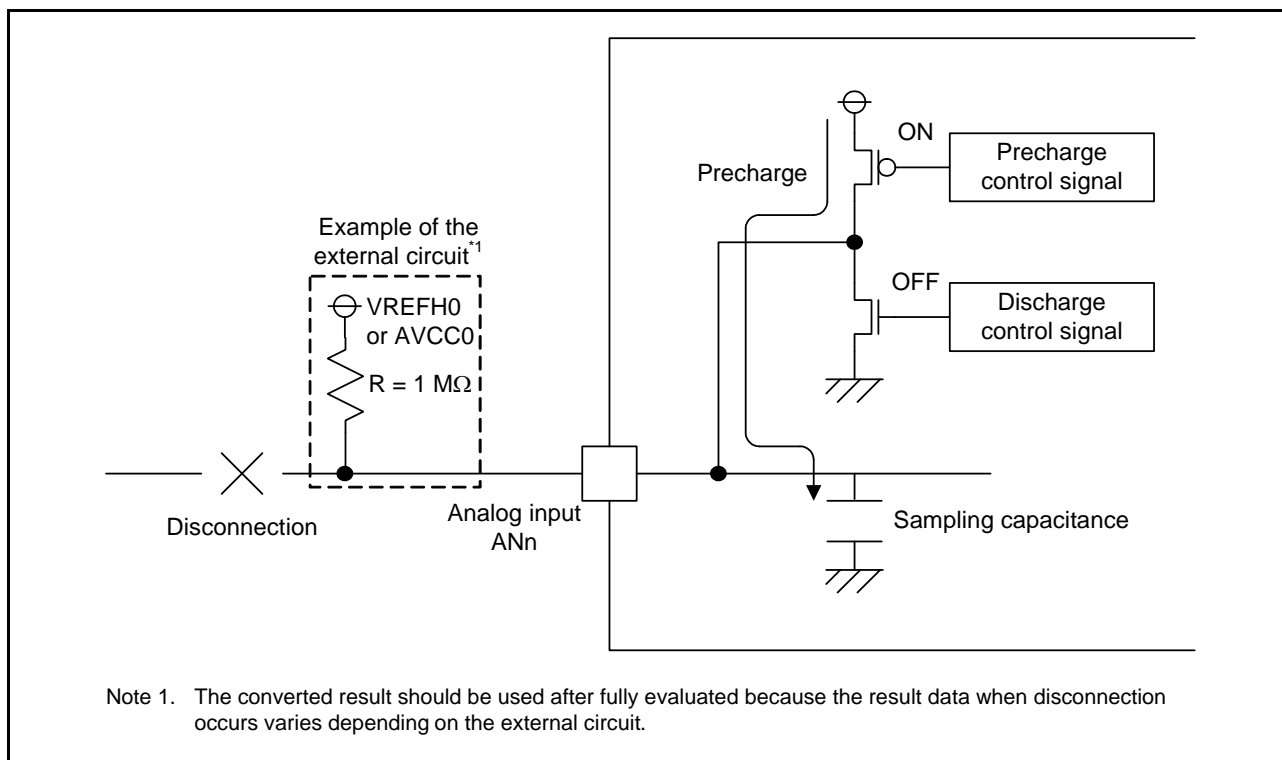 ON
Precharge
control signal
Precharge
Example of the
external circuit*1
OFF
VREFH0
or AVCC0
Discharge
control signal
R = 1 MΩ
Analog input
ANn
Disconnection
Sampling capacitance
Note 1. The converted result should be used after fully evaluated because the result data when disconnection
occurs varies depending on the external circuit.